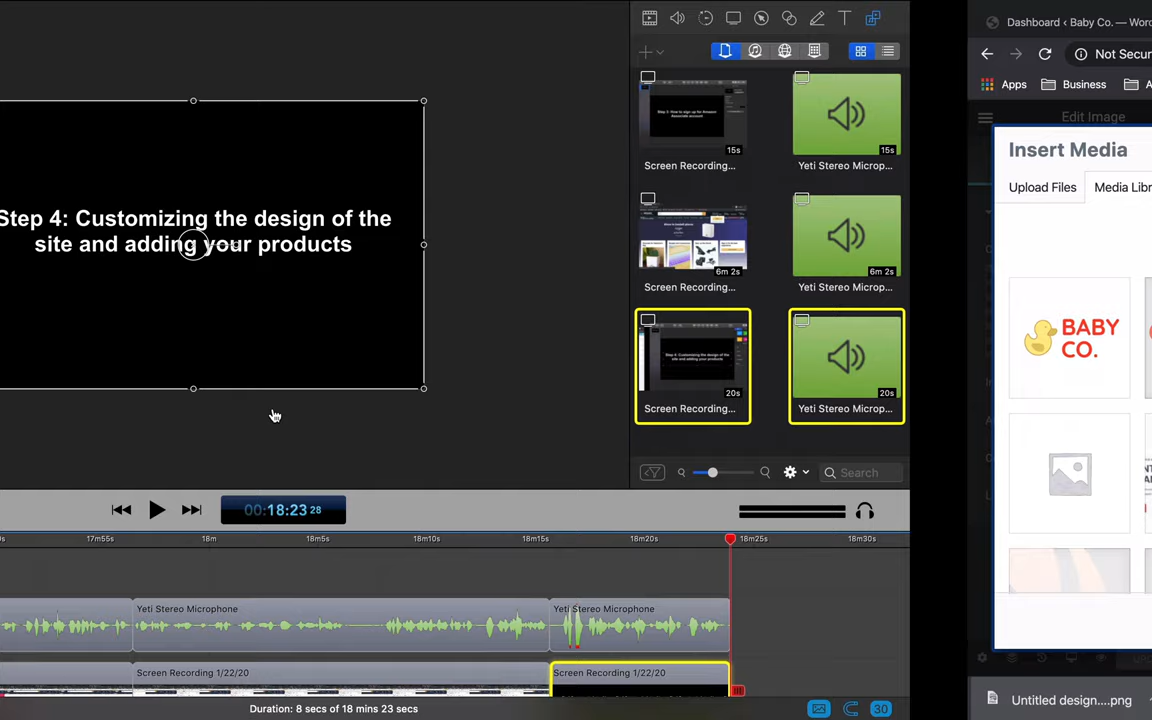 Step 4: Customizing the design of the
site and adding your products
15s
15s
Screen Recording...
Yeti Stereo Microp...
6m 2s
6m 2s
Screen Recording...
Yeti Stereo Microp...
20s
20s
Screen Recording...
Yeti Stereo Microp...
Search
00:18:23 28
17m55s
18m
18m5s
18m10s
18m15s
18m20s
18m25s
18m30s
Yeti Stereo Microphone
Yeti Stereo Microphone
Screen Recording 1/22/20
Screen Recording 1/22/20
Duration: 8 secs of 18 mins 23 secs
30
Dashboard ‹ Baby Co. — Wor
Not Secur
Apps
Business
Edit Image
Insert Media
Upload Files
Media Libr
BABY
CO.
Untitled design....png